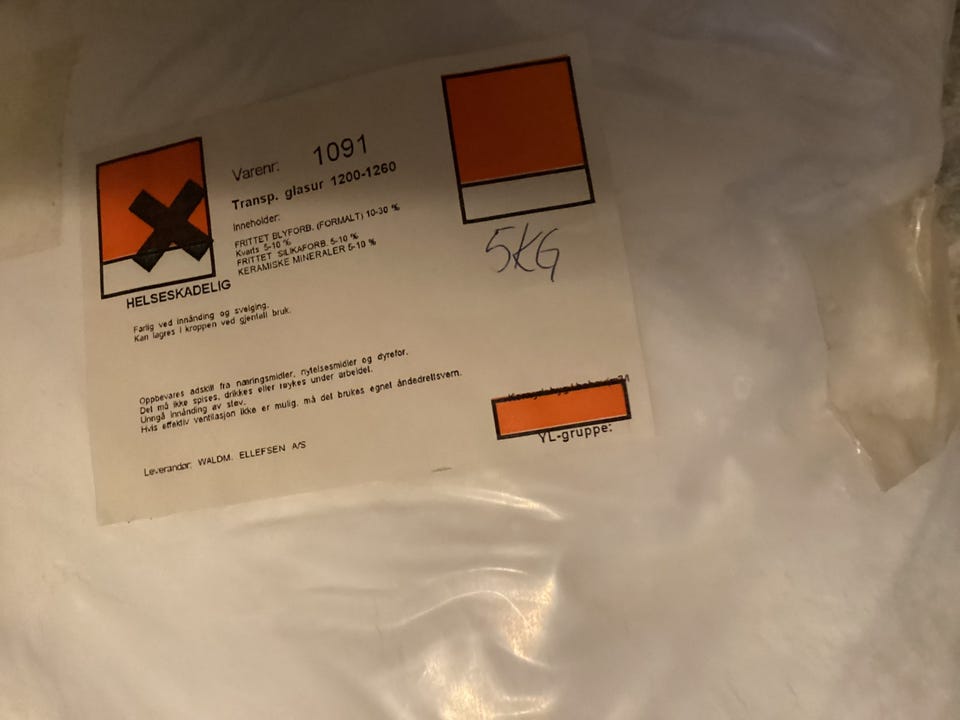 Varenr: 1091
Transp. glasur 1200-1260
Inneholder:
FRITTET BLYFORB. (FORMALT) 10-30 %
Kvarts 5-10 %
FRITTET SILIKAFORB. 5-10 %
KERAMISKE MINERALER 5-10 %
HELSESKADELIG
5KG
Farlig ved innånding og svelging.
Kan lagres i kroppen ved gjentatt bruk.
Oppbevares adskilt fra næringsmidler, nytelsesmidler og dyrefor.
Det må ikke spises, drikkes eller røykes under arbeidet.
Unngå innånding av støv.
Hvis effektiv ventilasjon ikke er mulig, må det brukes egnet åndedrettsvern.
YL-gruppe:
Leverandør: WALDM. ELLEFSEN A/S